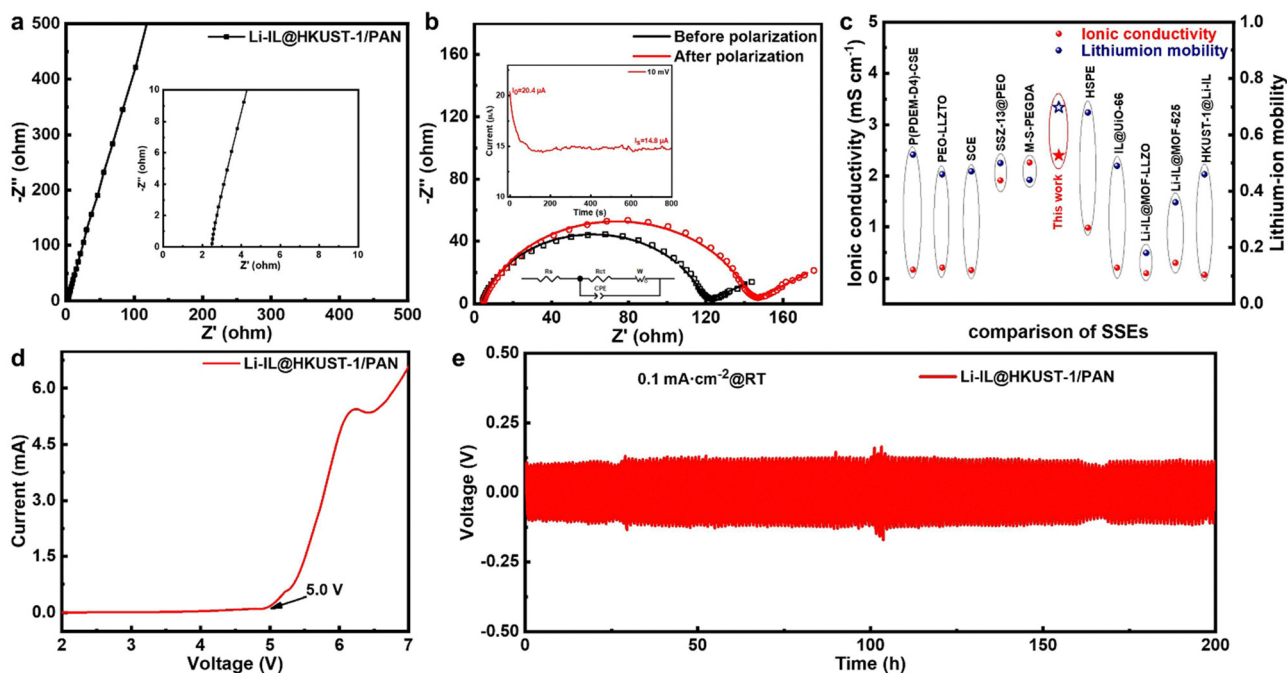 a
500
400
300
200
100
0
-Z'' (ohm)
Li-IL@HKUST-1/PAN
10
8
6
4
2
0
-Z'' (ohm)
0 2 4 6 8 10
Z' (ohm)
0 100 200 300 400 500
Z' (ohm)
b
160
120
80
40
0
-Z'' (ohm)
Before polarization
After polarization
10 mV
I0=20.4 μA
Is=14.8 μA
Current (μA)
20
15
10
0 200 400 600 800
Time (s)
Rs Rct W
CPE
0 40 80 120 160 200
Z' (ohm)
c
5
4
3
2
1
0
Ionic conductivity (mS cm-1)
Ionic conductivity
Lithiumion mobility
P(PDEM-D4)-CSE
PEO-LLZTO
SCE
SSZ-13@PEO
M-S-PEGDA
This work
HSPE
IL@UiO-66
Li-IL@MOF-LLZO
Li-IL@MOF-525
HKUST-1@Li-IL
1.0
0.8
0.6
0.4
0.2
0.0
Lithium-ion mobility
comparison of SSEs
d
6.0
4.5
3.0
1.5
0.0
Current (mA)
Li-IL@HKUST-1/PAN
5.0 V
2 3 4 5 6 7
Voltage (V)
e
0.50
0.25
0.00
-0.25
-0.50
Voltage (V)
0.1 mA·cm-2@RT
Li-IL@HKUST-1/PAN
0 50 100 150 200
Time (h)